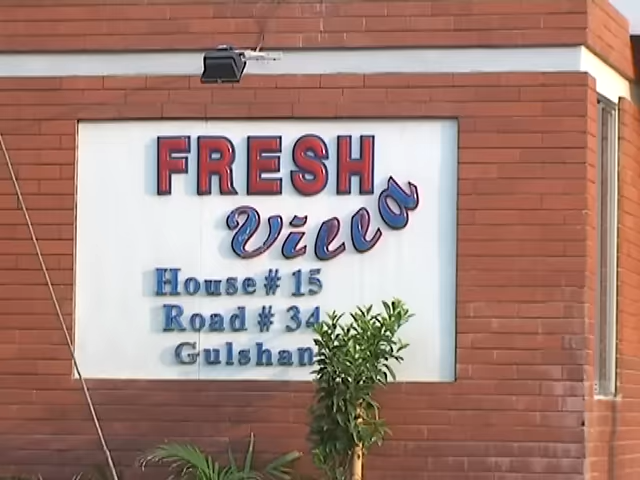 FRESH
Villa
House # 15
Road # 34
Gulshan